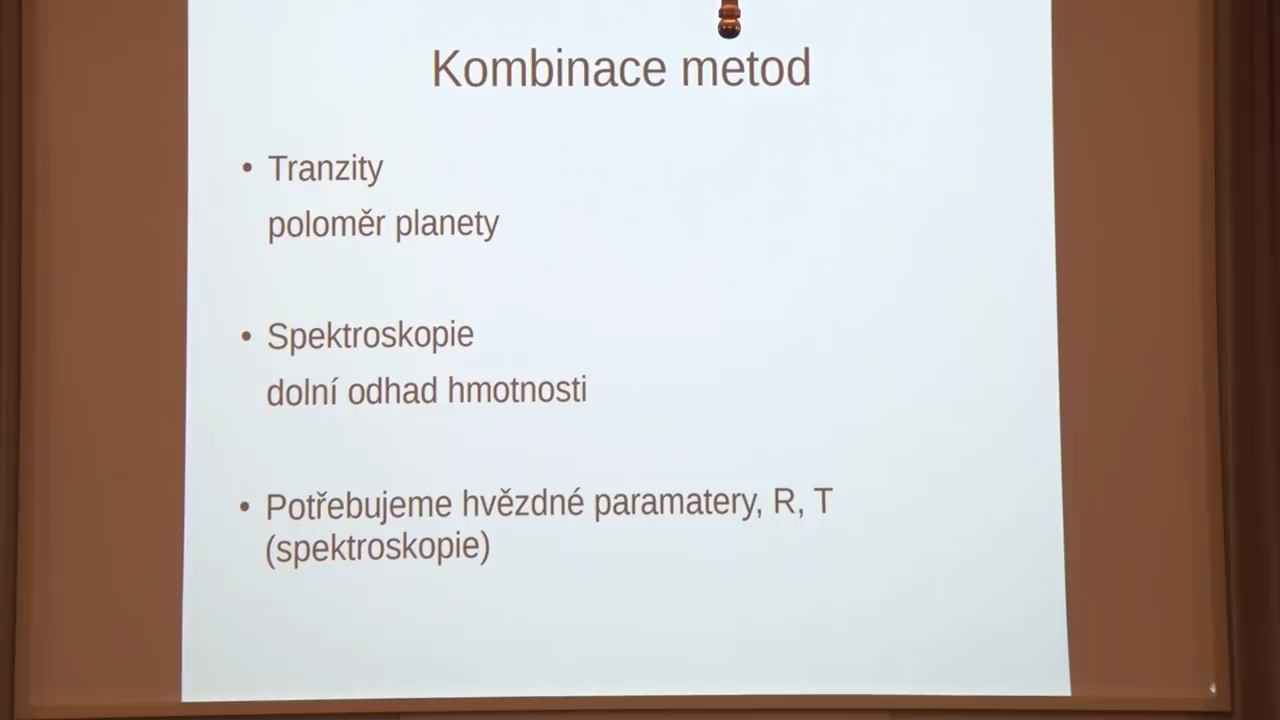 Kombinace metod
• Tranzity
poloměr planety
• Spektroskopie
dolní odhad hmotnosti
• Potřebujeme hvězdné paramatery, R, T
(spektroskopie)